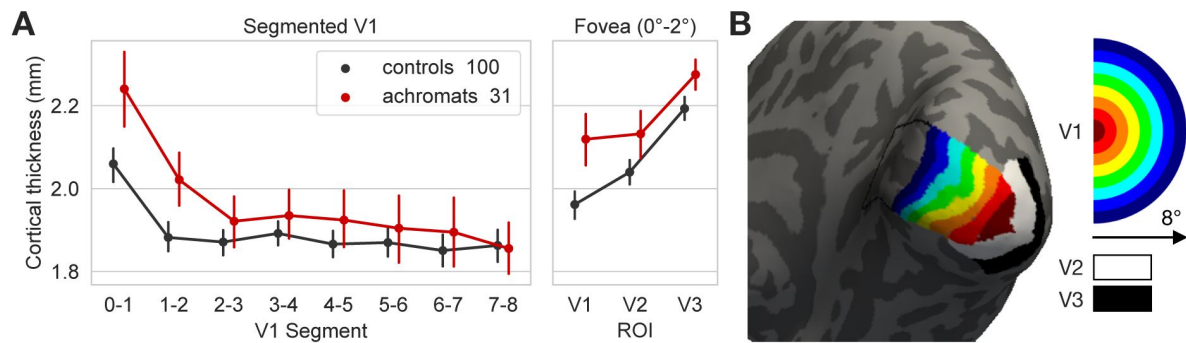 A
Segmented V1
Fovea (0°-2°)
B
Cortical thickness (mm)
2.2
2.0
1.8
controls 100
achromats 31
0-1 1-2 2-3 3-4 4-5 5-6 6-7 7-8
V1 Segment
V1 V2 V3
ROI
V1
8°
V2
V3